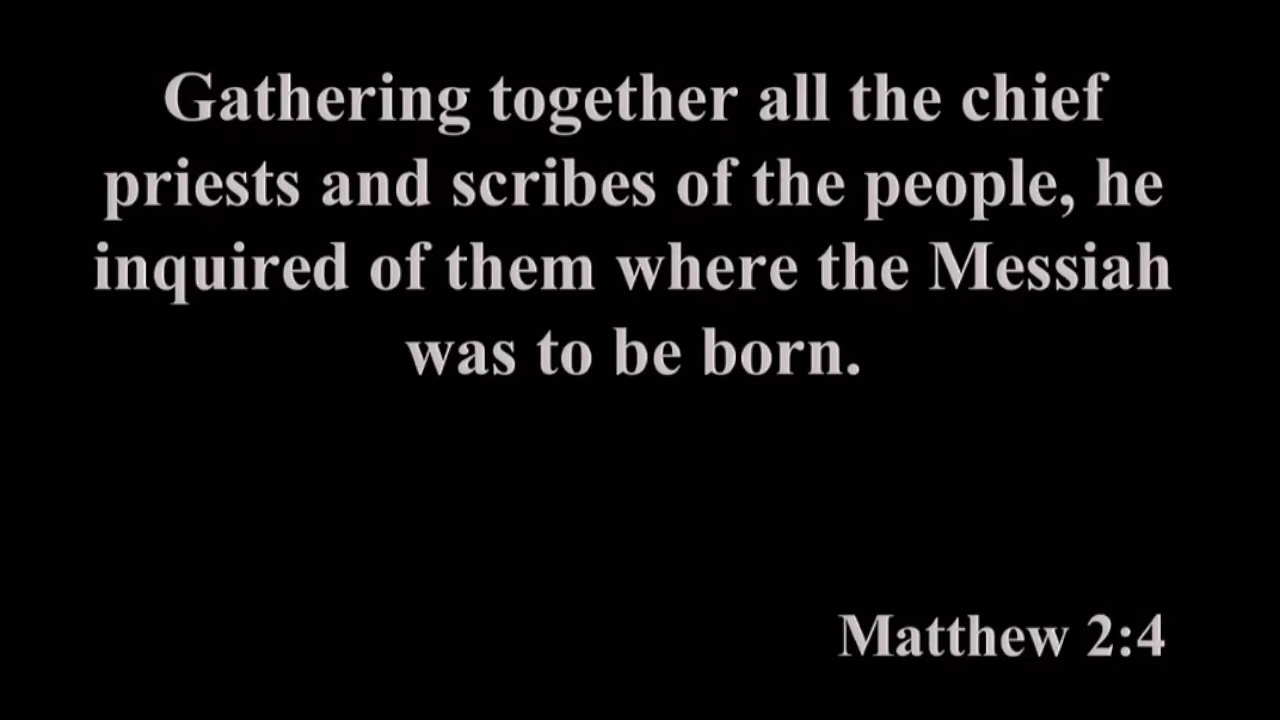 Gathering together all the chief
priests and scribes of the people, he
inquired of them where the Messiah
was to be born.
Matthew 2:4